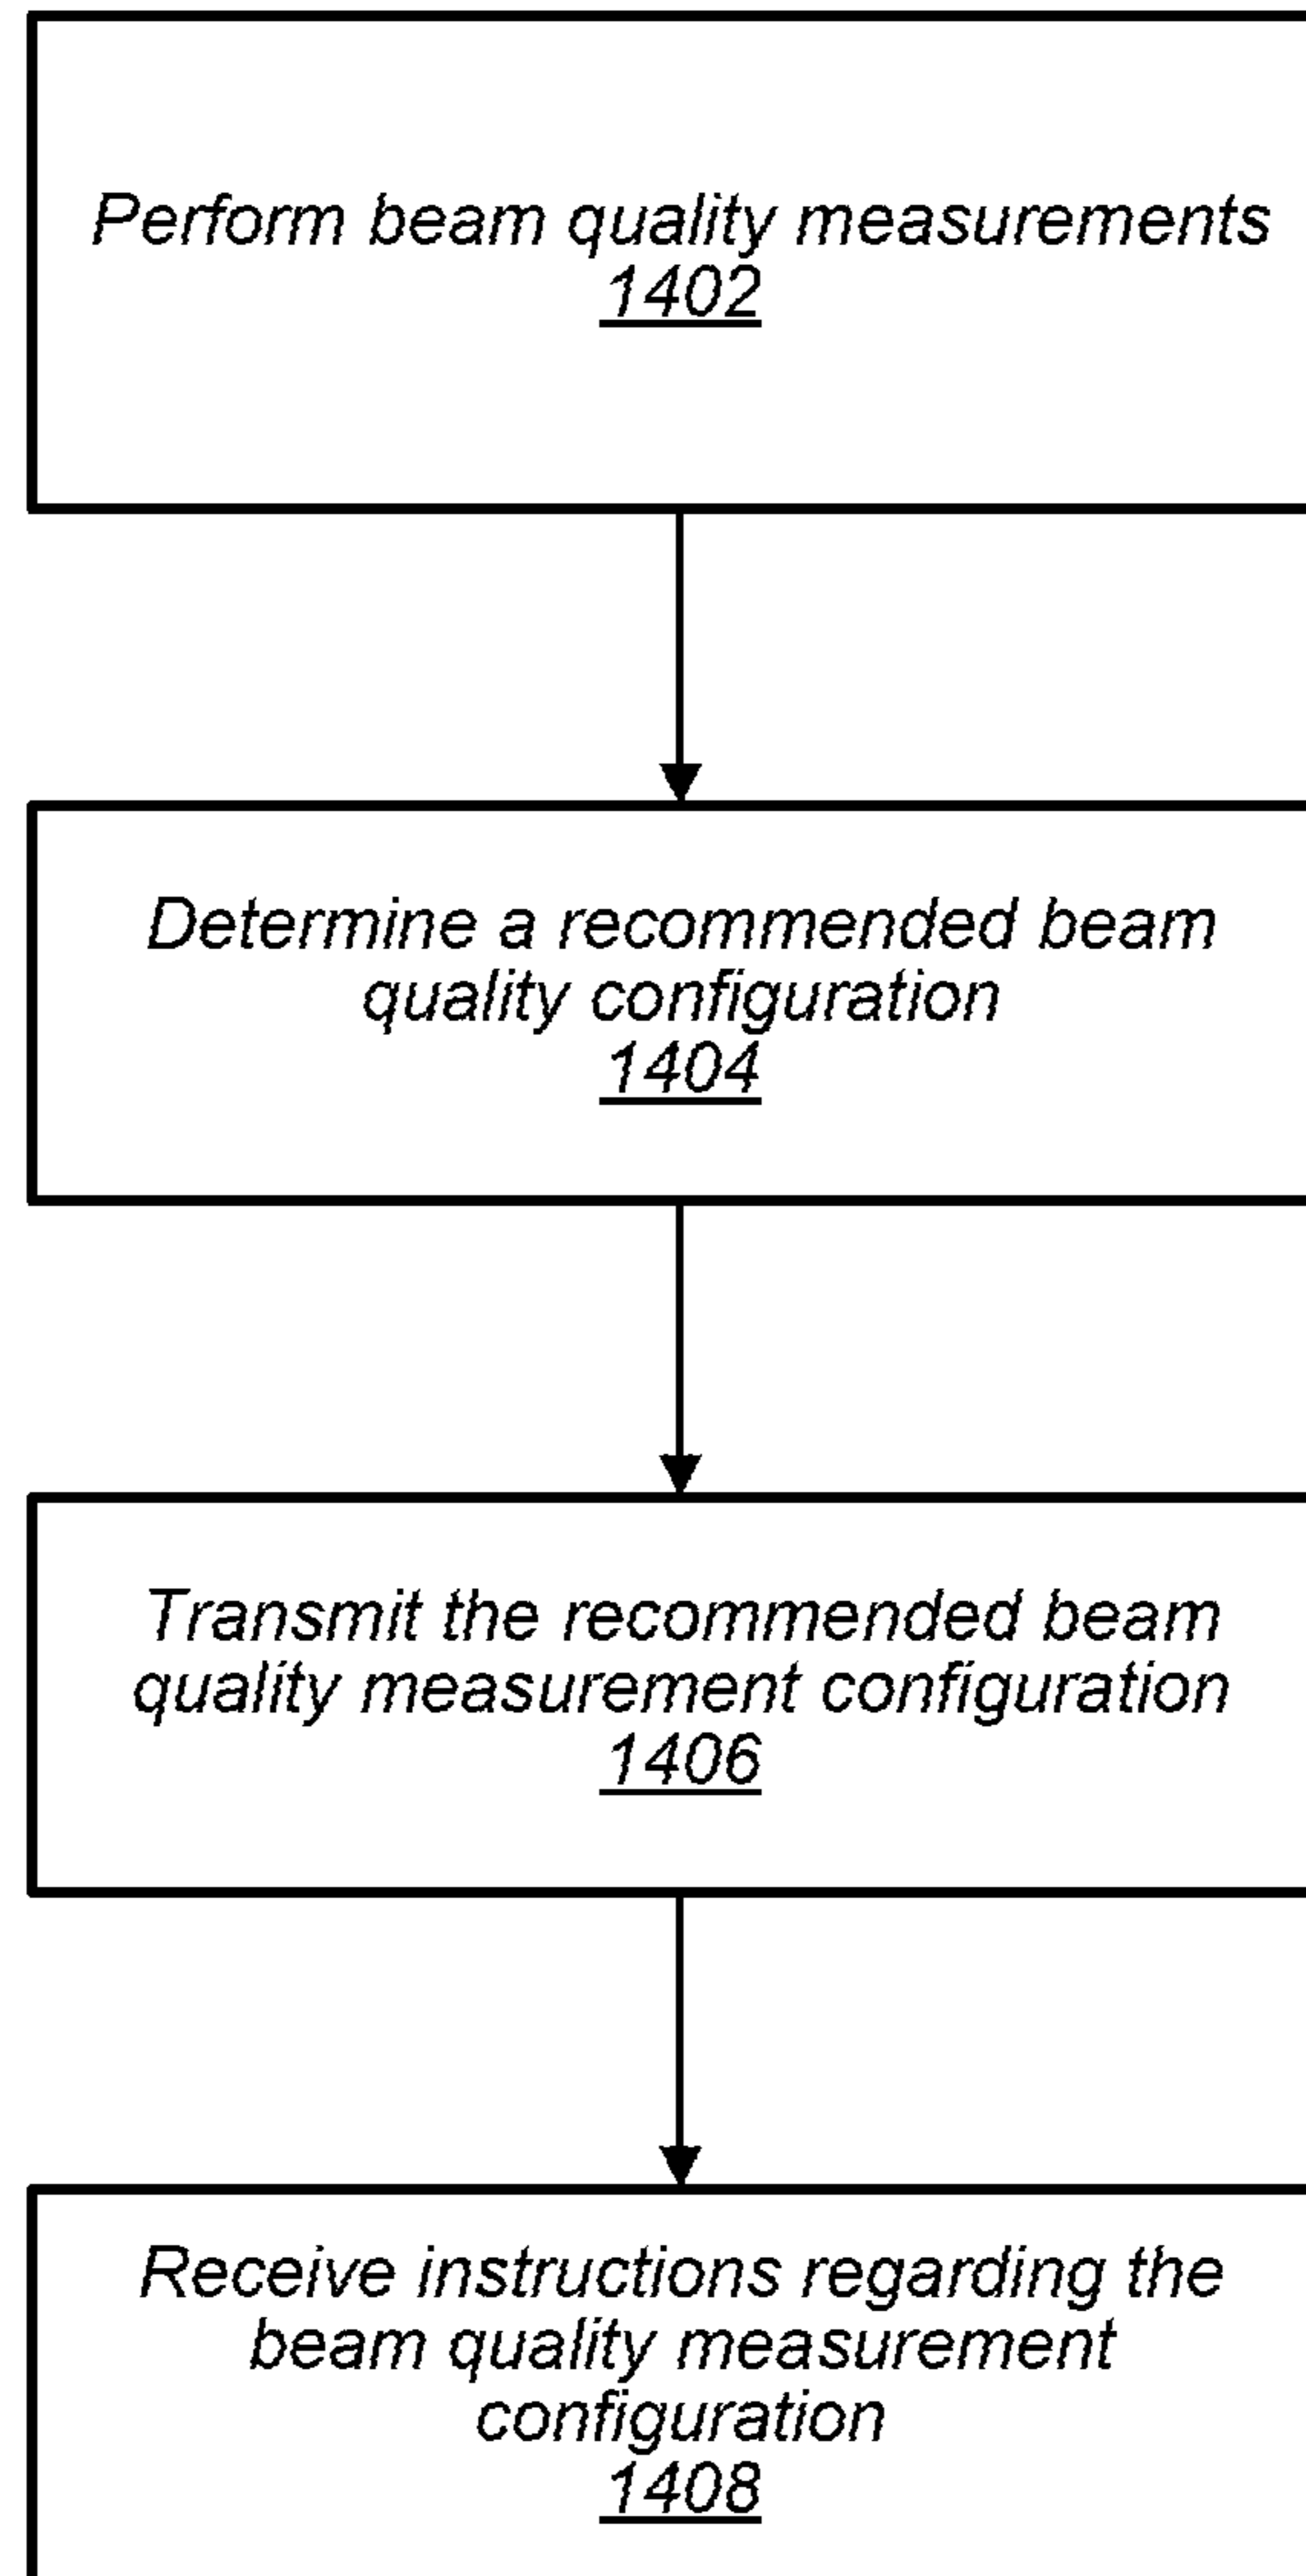 Perform beam quality measurements
1402
Determine a recommended beam
quality configuration
1404
Transmit the recommended beam
quality measurement configuration
1406
Receive instructions regarding the
beam quality measurement
configuration
1408